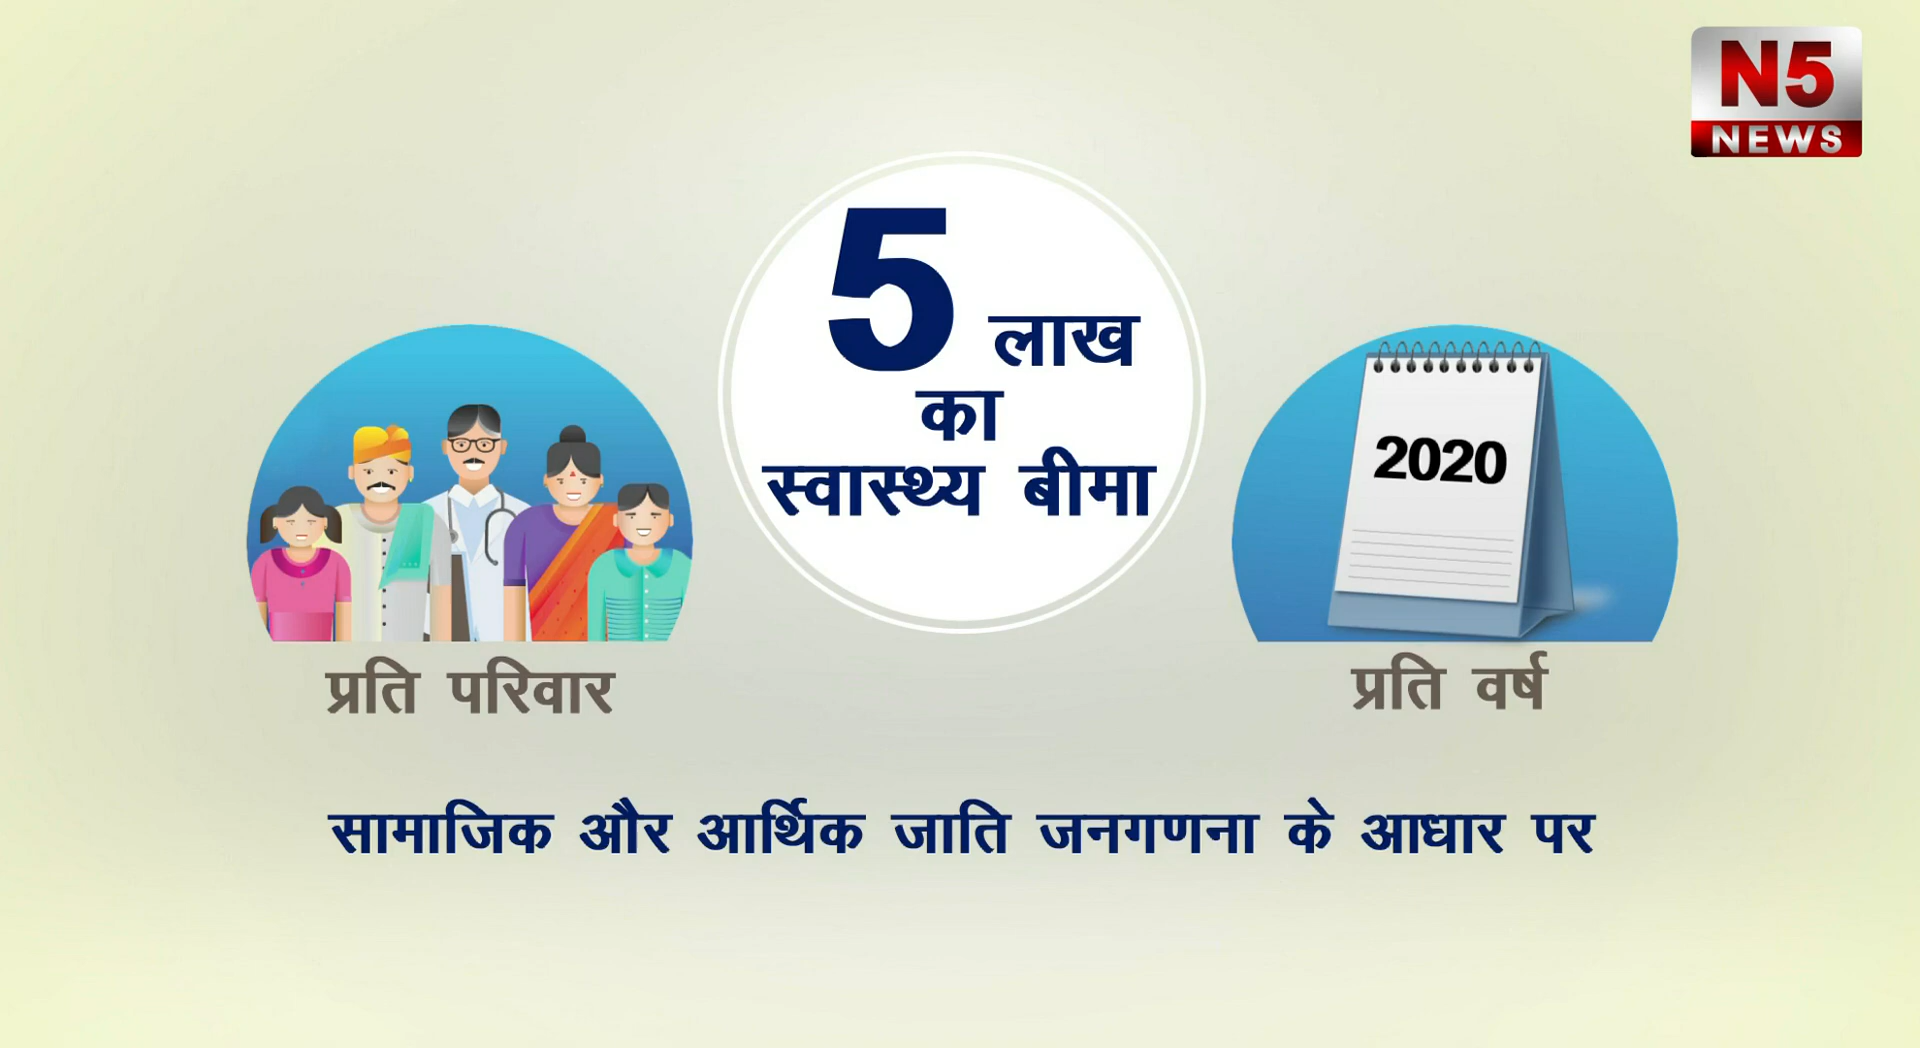 N5
NEWS
5 लाख
का
स्वास्थ्य बीमा
2020
प्रति परिवार
प्रति वर्ष
सामाजिक और आर्थिक जाति जनगणना के आधार पर